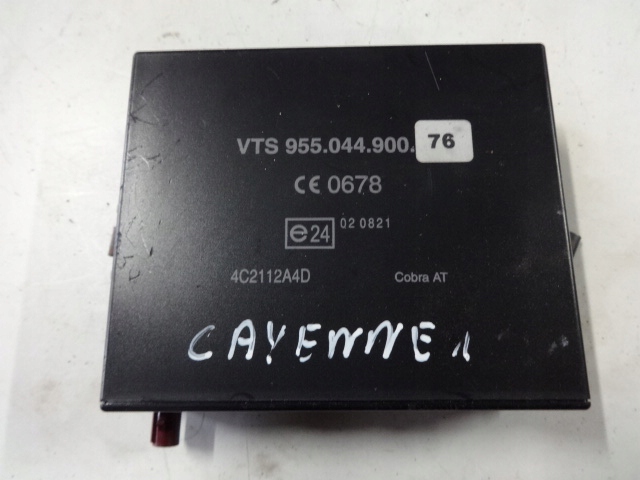 VTS 955.044.900. 76
CE 0678
e24 02 0821
4C2112A4D Cobra AT
CAYENNE 1